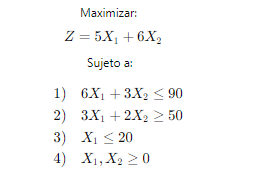 Maximizar:
Z = 5X₁ + 6X₂
Sujeto a:
1) 6X₁ + 3X₂ ≤ 90
2) 3X₁ + 2X₂ ≥ 50
3) X₁ ≤ 20
4) X₁, X₂ ≥ 0